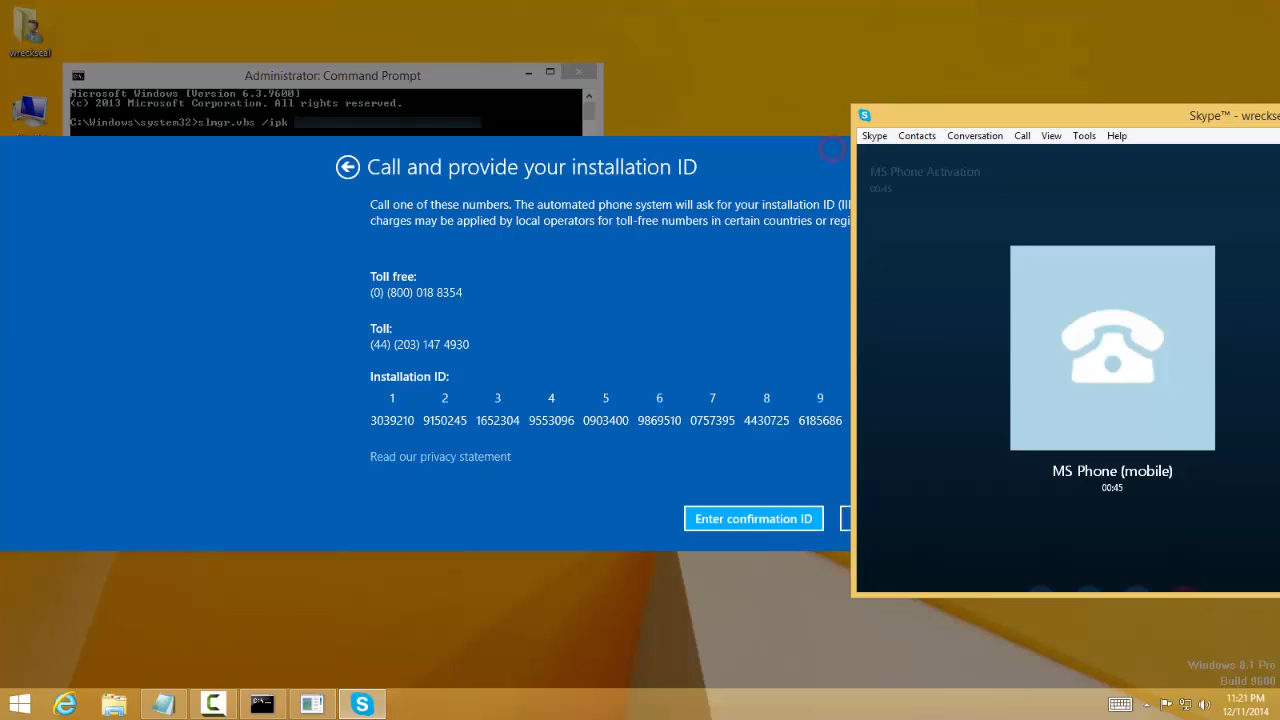 wreckseal
Administrator: Command Prompt
Microsoft Windows [Version 6.3.9600]
(c) 2013 Microsoft Corporation. All rights reserved.
C:\Windows\system32>slmgr.vbs /ipk
Call and provide your installation ID
Call one of these numbers. The automated phone system will ask for your installation ID (II
charges may be applied by local operators for toll-free numbers in certain countries or regi
Toll free:
(0) (800) 018 8354
Toll:
(44) (203) 147 4930
Installation ID:
1 2 3 4 5 6 7 8 9
3039210 9150245 1652304 9553096 0903400 9869510 0757395 4430725 6185686
Read our privacy statement
Enter confirmation ID
Skype™ - wreckse
Skype Contacts Conversation Call View Tools Help
MS Phone Activation
00:45
MS Phone (mobile)
00:45
Windows 8.1 Pro
Build 9600
11:21 PM
12/11/2014